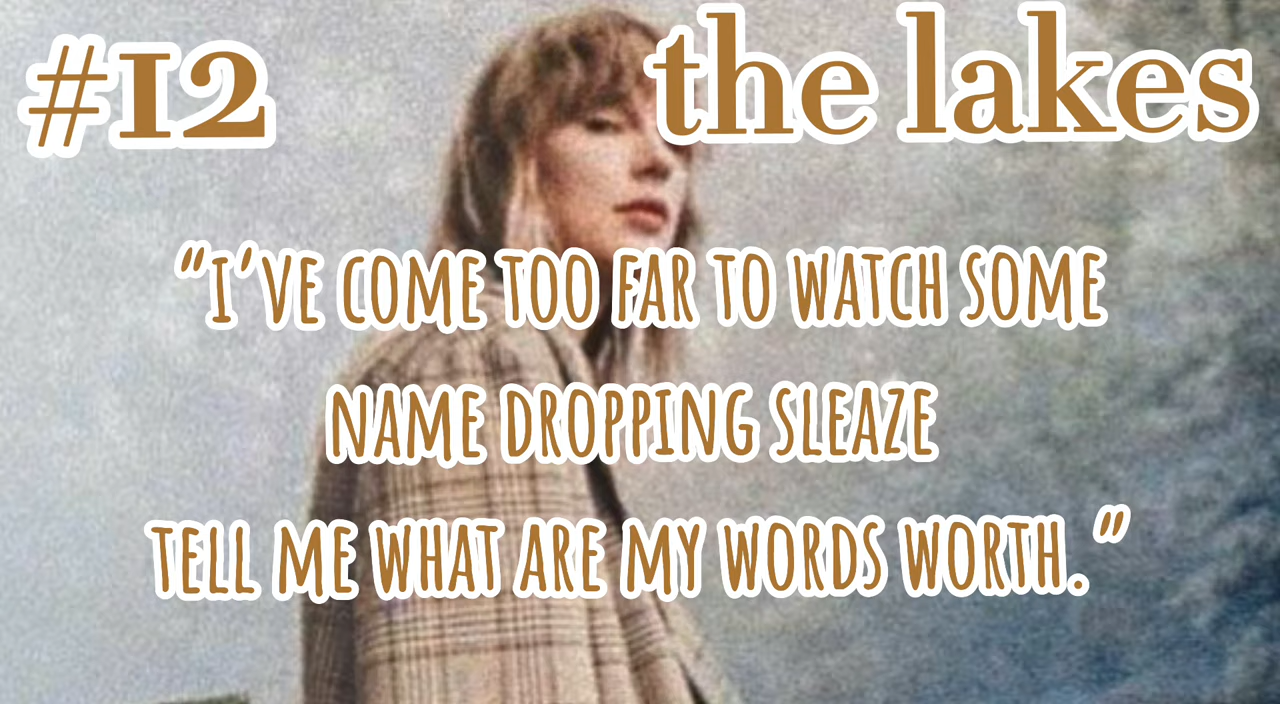 #12 the lakes
“I’VE COME TOO FAR TO WATCH SOME
NAME DROPPING SLEAZE
TELL ME WHAT ARE MY WORDS WORTH.”